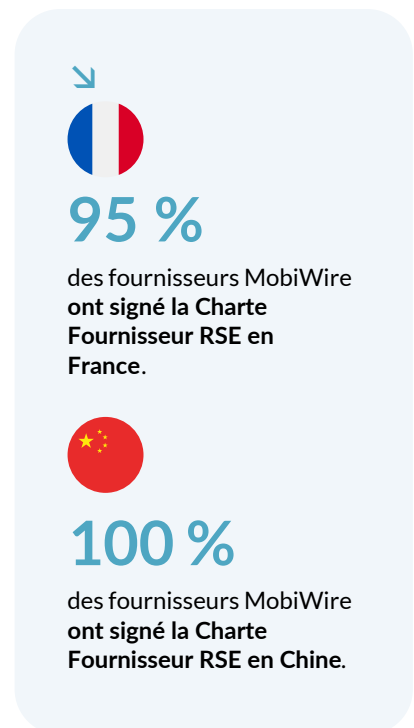 95 %
des fournisseurs MobiWire
ont signé la Charte
Fournisseur RSE en
France.
100 %
des fournisseurs MobiWire
ont signé la Charte
Fournisseur RSE en Chine.